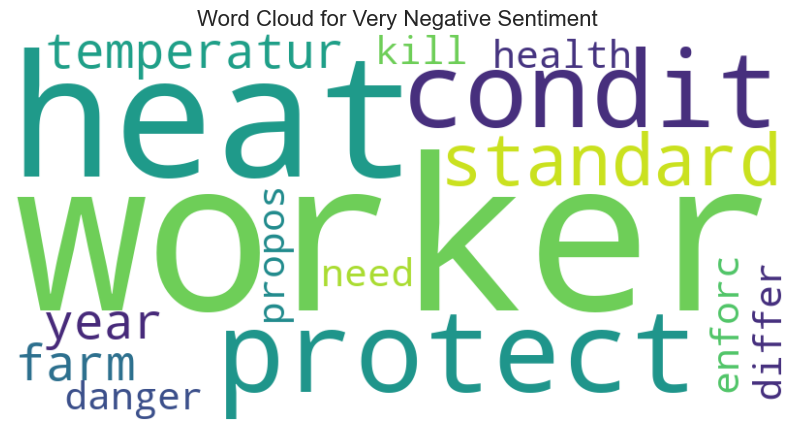 Word Cloud for Very Negative Sentiment
temperatur kill health
heat condit
standard
worker
propos
need
year
protect
enforc
differ
farm
danger